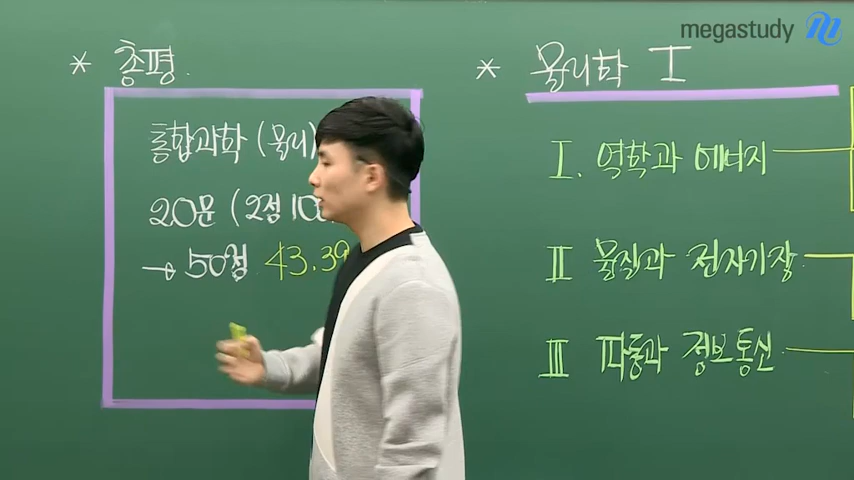 megastudy
* 총평.
통합과학 (물리)
20문 (2점 10
→ 50점 43.39
* 물리학 I
I. 역학과 에너지
II 물질과 전자기장
III 파동과 정보통신